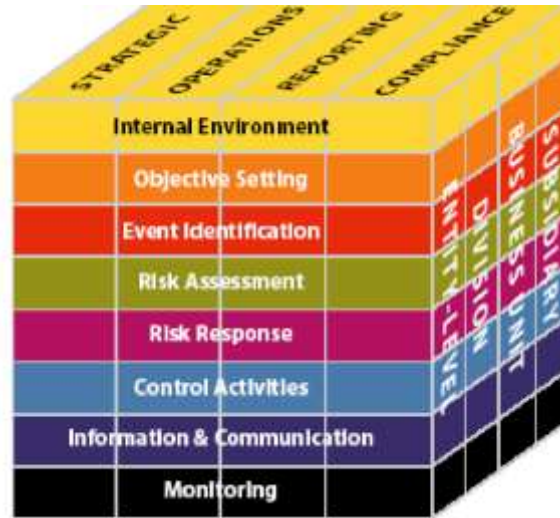 STRATEGIC
OPERATIONS
REPORTING
COMPLIANCE
Internal Environment
Objective Setting
Event Identification
Risk Assessment
Risk Response
Control Activities
Information & Communication
Monitoring
ENTITY-LEVEL
DIVISION
BUSINESS UNIT
SUBSIDIARY